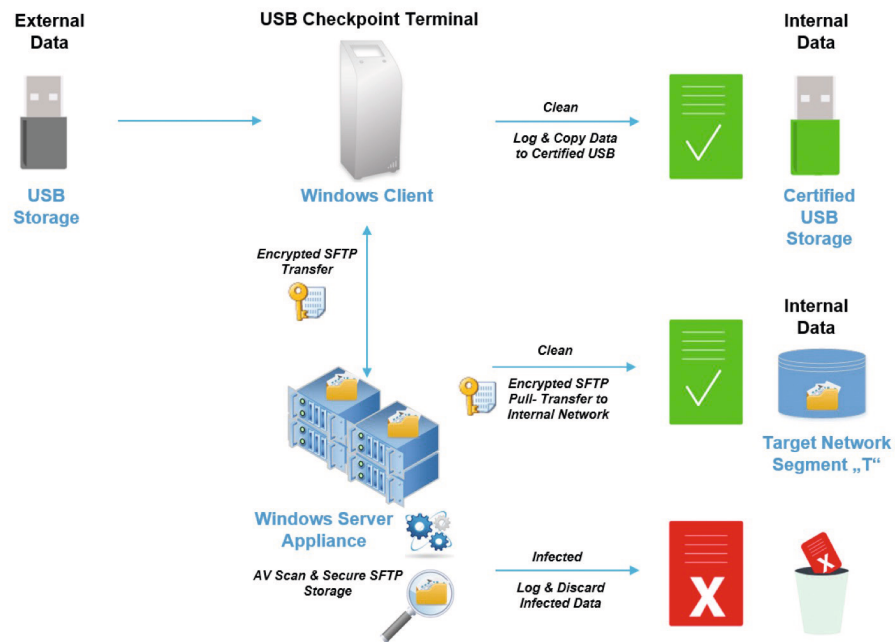 External
Data
USB Checkpoint Terminal
Internal
Data
Clean
Log & Copy Data
to Certified USB
USB
Storage
Windows Client
Certified
USB
Storage
Encrypted SFTP
Transfer
Internal
Data
Clean
Encrypted SFTP
Pull- Transfer to
Internal Network
Target Network
Segment „T“
Windows Server
Appliance
AV Scan & Secure SFTP
Storage
Infected
Log & Discard
Infected Data
X
X